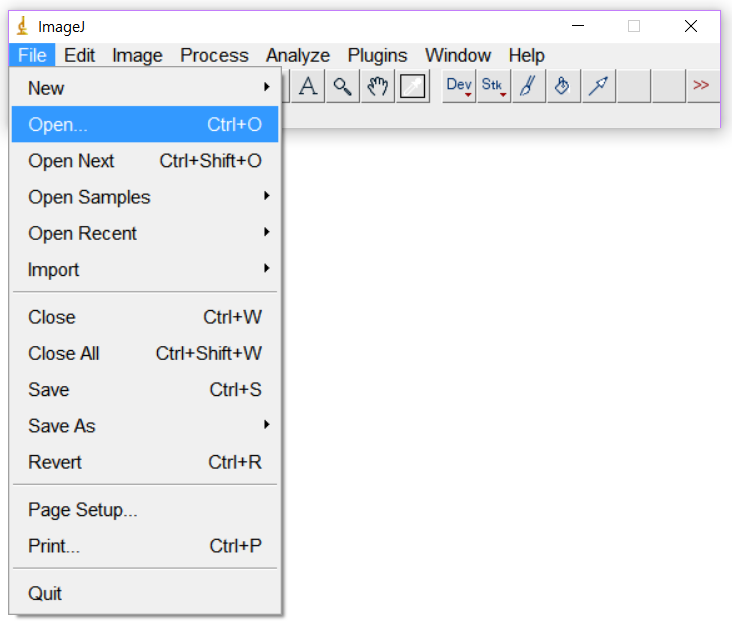 ImageJ
File Edit Image Process Analyze Plugins Window Help
A Dev Stk >>
New
Open... Ctrl+O
Open Next Ctrl+Shift+O
Open Samples
Open Recent
Import
Close Ctrl+W
Close All Ctrl+Shift+W
Save Ctrl+S
Save As
Revert Ctrl+R
Page Setup...
Print... Ctrl+P
Quit